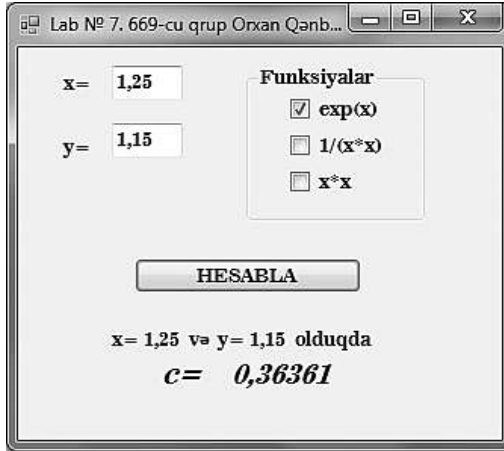 Lab № 7. 669-cu qrup Orxan Qənb...
x= 1,25
y= 1,15
Funksiyalar
exp(x)
1/(x*x)
x*x
HESABLA
x= 1,25 və y= 1,15 olduqda
c= 0,36361